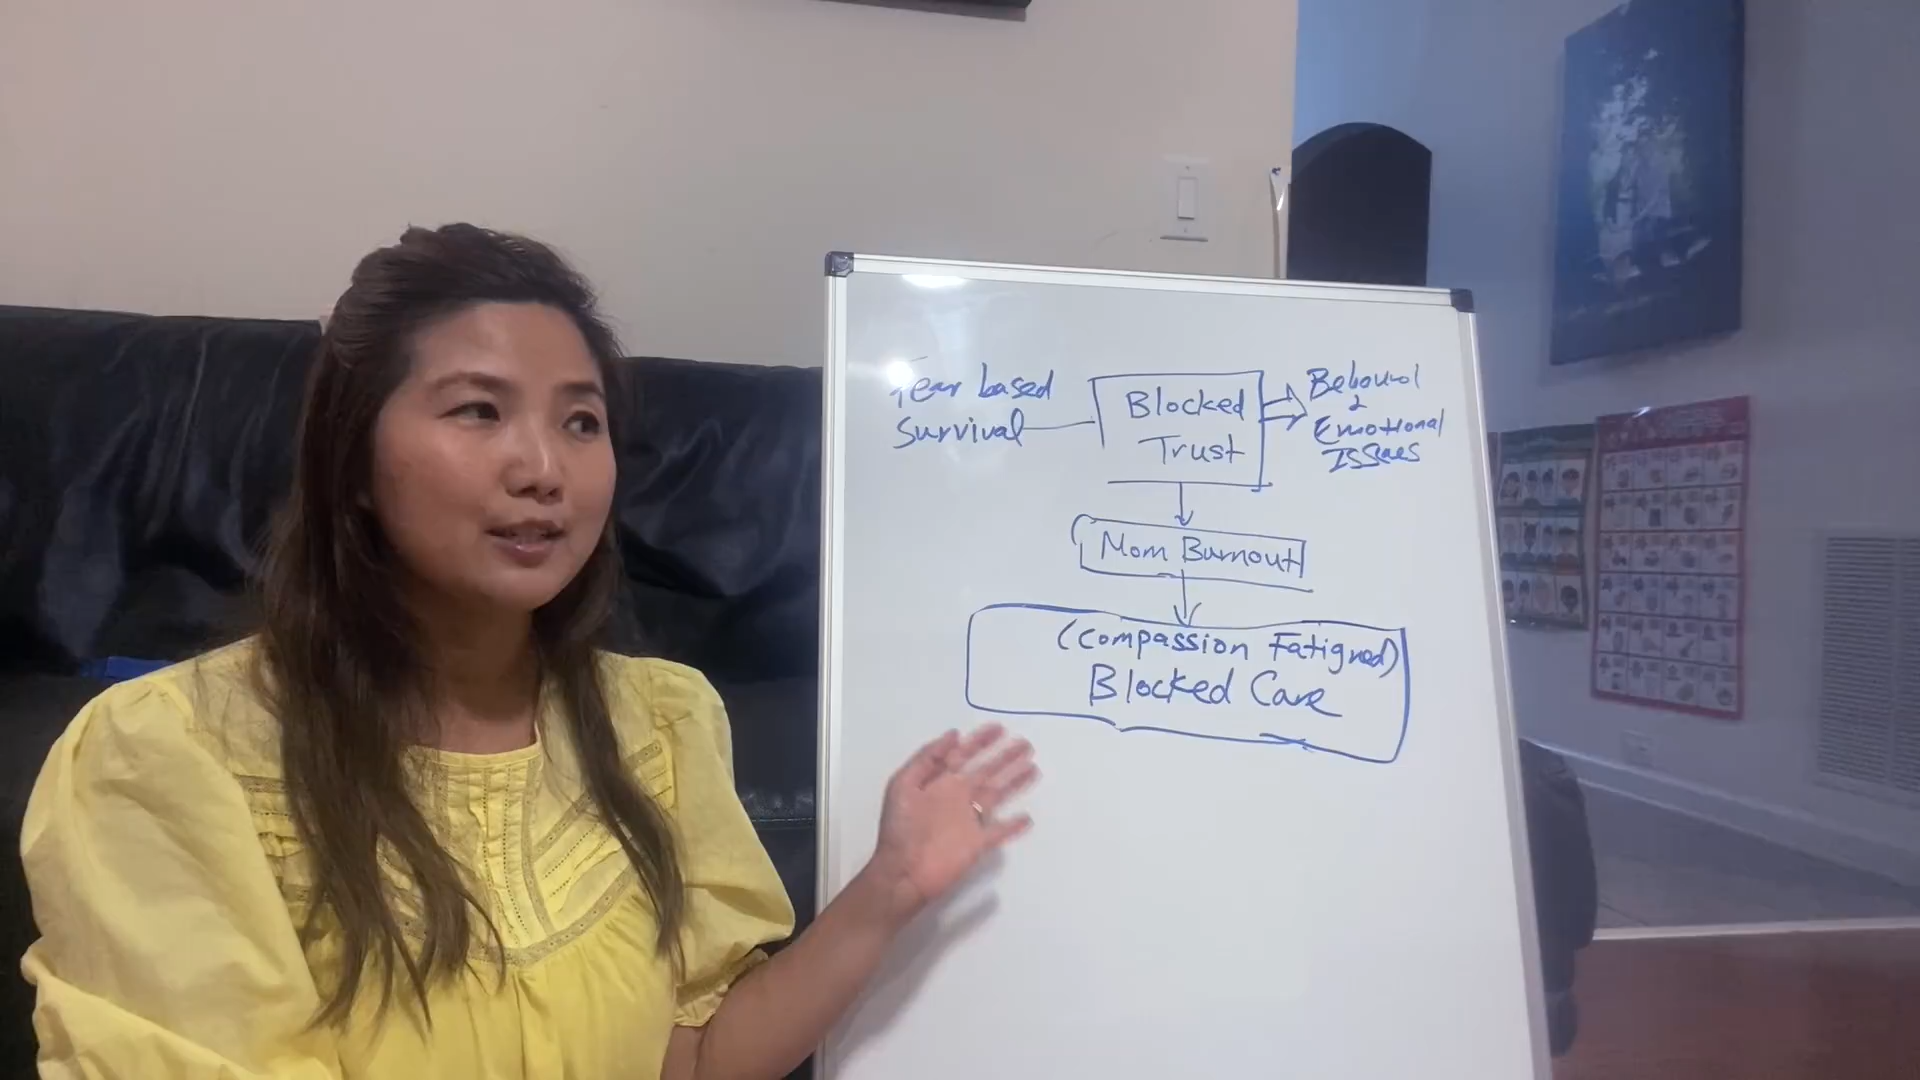 Fear based
Survival
Blocked
Trust
Behavioral
&
Emotional
Issues
Mom Burnout
(Compassion Fatigued)
Blocked Care